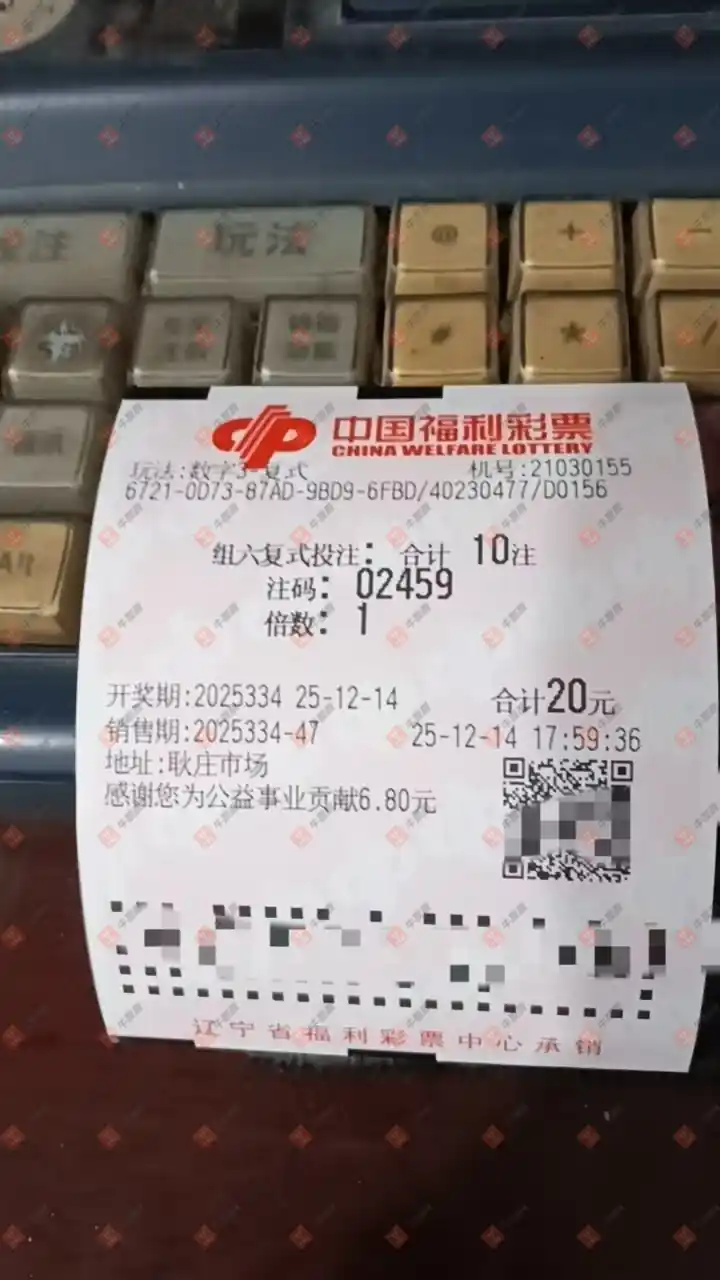 玩法
@
+
-
*
中国福利彩票
CHINA WELFARE LOTTERY
玩法:数字3-复式 机号:21030155
6721-0D73-87AD-9BD9-6FBD/40230477/D0156
组六复式投注: 合计 10注
注码: 02459
倍数: 1
开奖期:2025334 25-12-14 合计20元
销售期:2025334-47 25-12-14 17:59:36
地址:耿庄市场
感谢您为公益事业贡献6.80元
辽宁省福利彩票中心承销